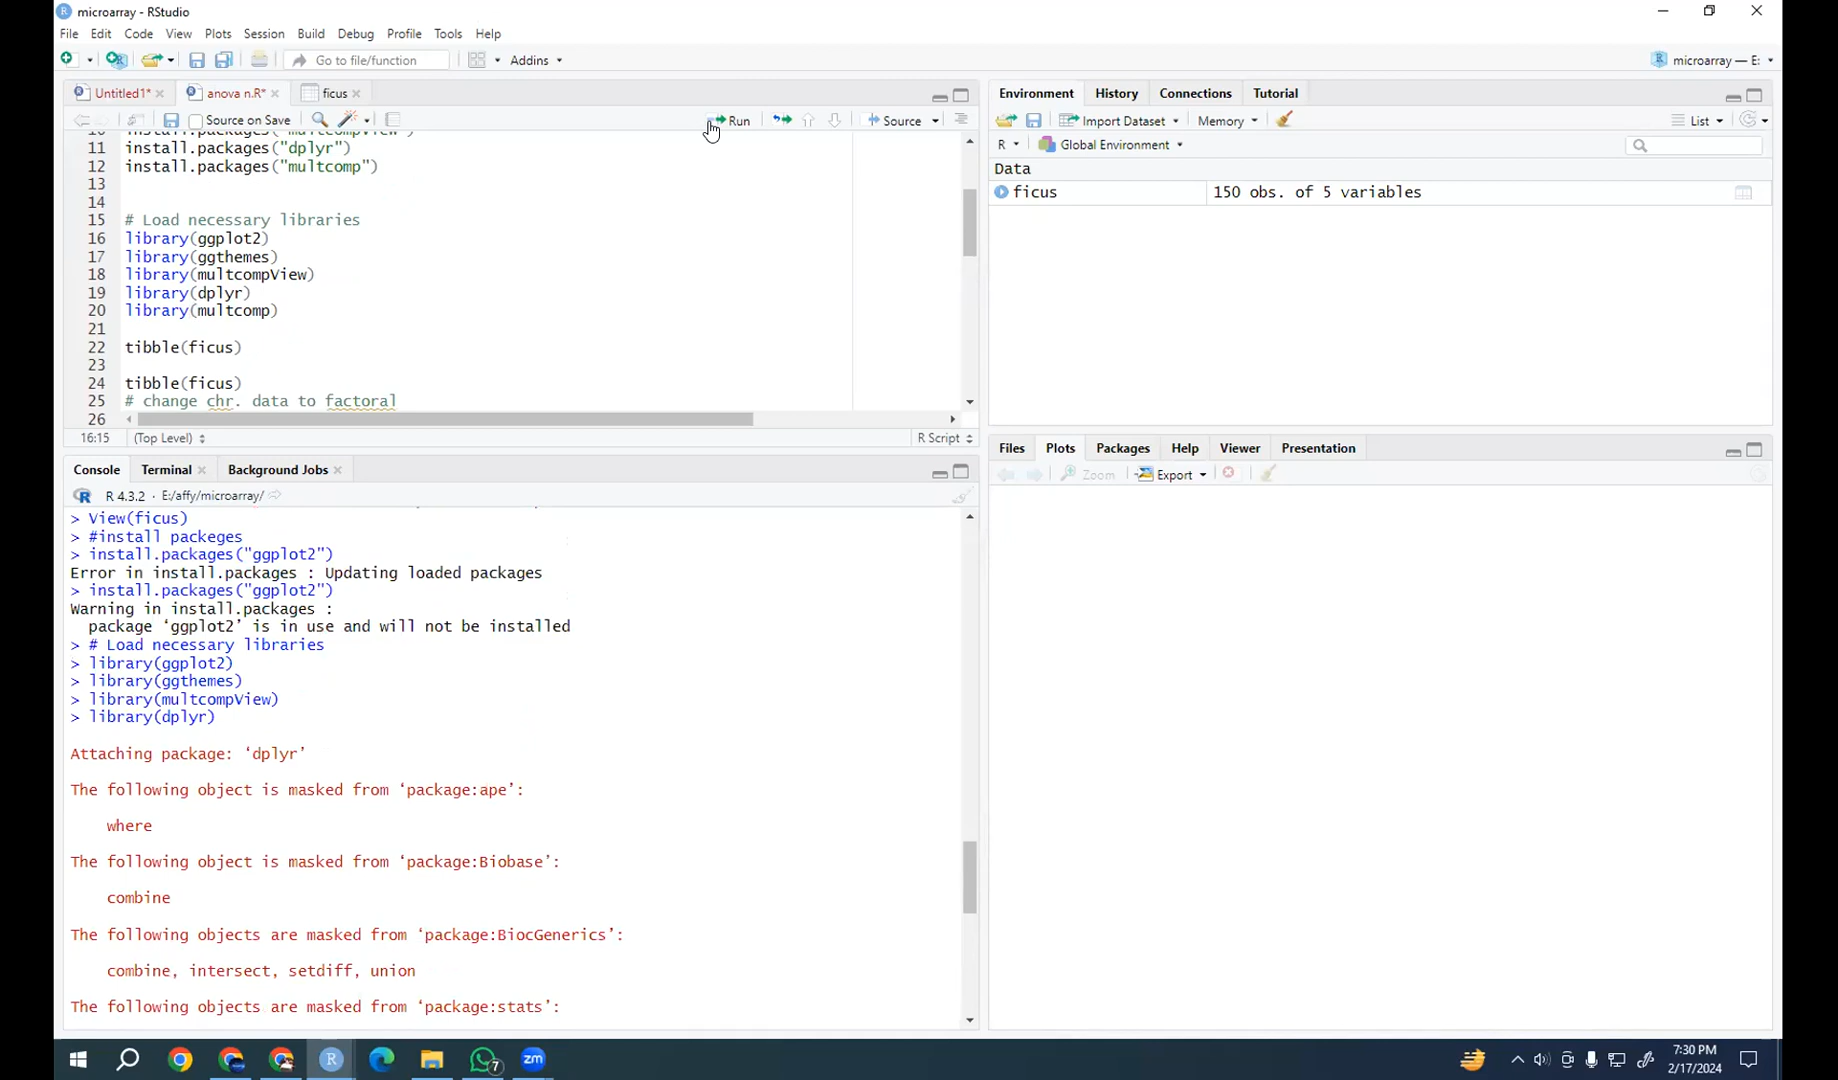 microarray - RStudio
File Edit Code View Plots Session Build Debug Profile Tools Help
Go to file/function Addins microarray — E:
Untitled1* anova n.R* ficus
Source on Save Run Source
10 install.packages("multcompView")
11 install.packages("dplyr")
12 install.packages("multcomp")
13
14
15 # Load necessary libraries
16 library(ggplot2)
17 library(ggthemes)
18 library(multcompView)
19 library(dplyr)
20 library(multcomp)
21
22 tibble(ficus)
23
24 tibble(ficus)
25 # change chr. data to factoral
26
16:15 (Top Level) R Script
Console Terminal Background Jobs
R 4.3.2 · E:/affy/microarray/
> View(ficus)
> #install packeges
> install.packages("ggplot2")
Error in install.packages : Updating loaded packages
> install.packages("ggplot2")
Warning in install.packages :
package ‘ggplot2’ is in use and will not be installed
> # Load necessary libraries
> library(ggplot2)
> library(ggthemes)
> library(multcompView)
> library(dplyr)
Attaching package: ‘dplyr’
The following object is masked from ‘package:ape’:
where
The following object is masked from ‘package:Biobase’:
combine
The following objects are masked from ‘package:BiocGenerics’:
combine, intersect, setdiff, union
The following objects are masked from ‘package:stats’:
Environment History Connections Tutorial
Import Dataset Memory List
R Global Environment
Data
ficus 150 obs. of 5 variables
Files Plots Packages Help Viewer Presentation
Zoom Export
7 zm
7:30 PM
2/17/2024